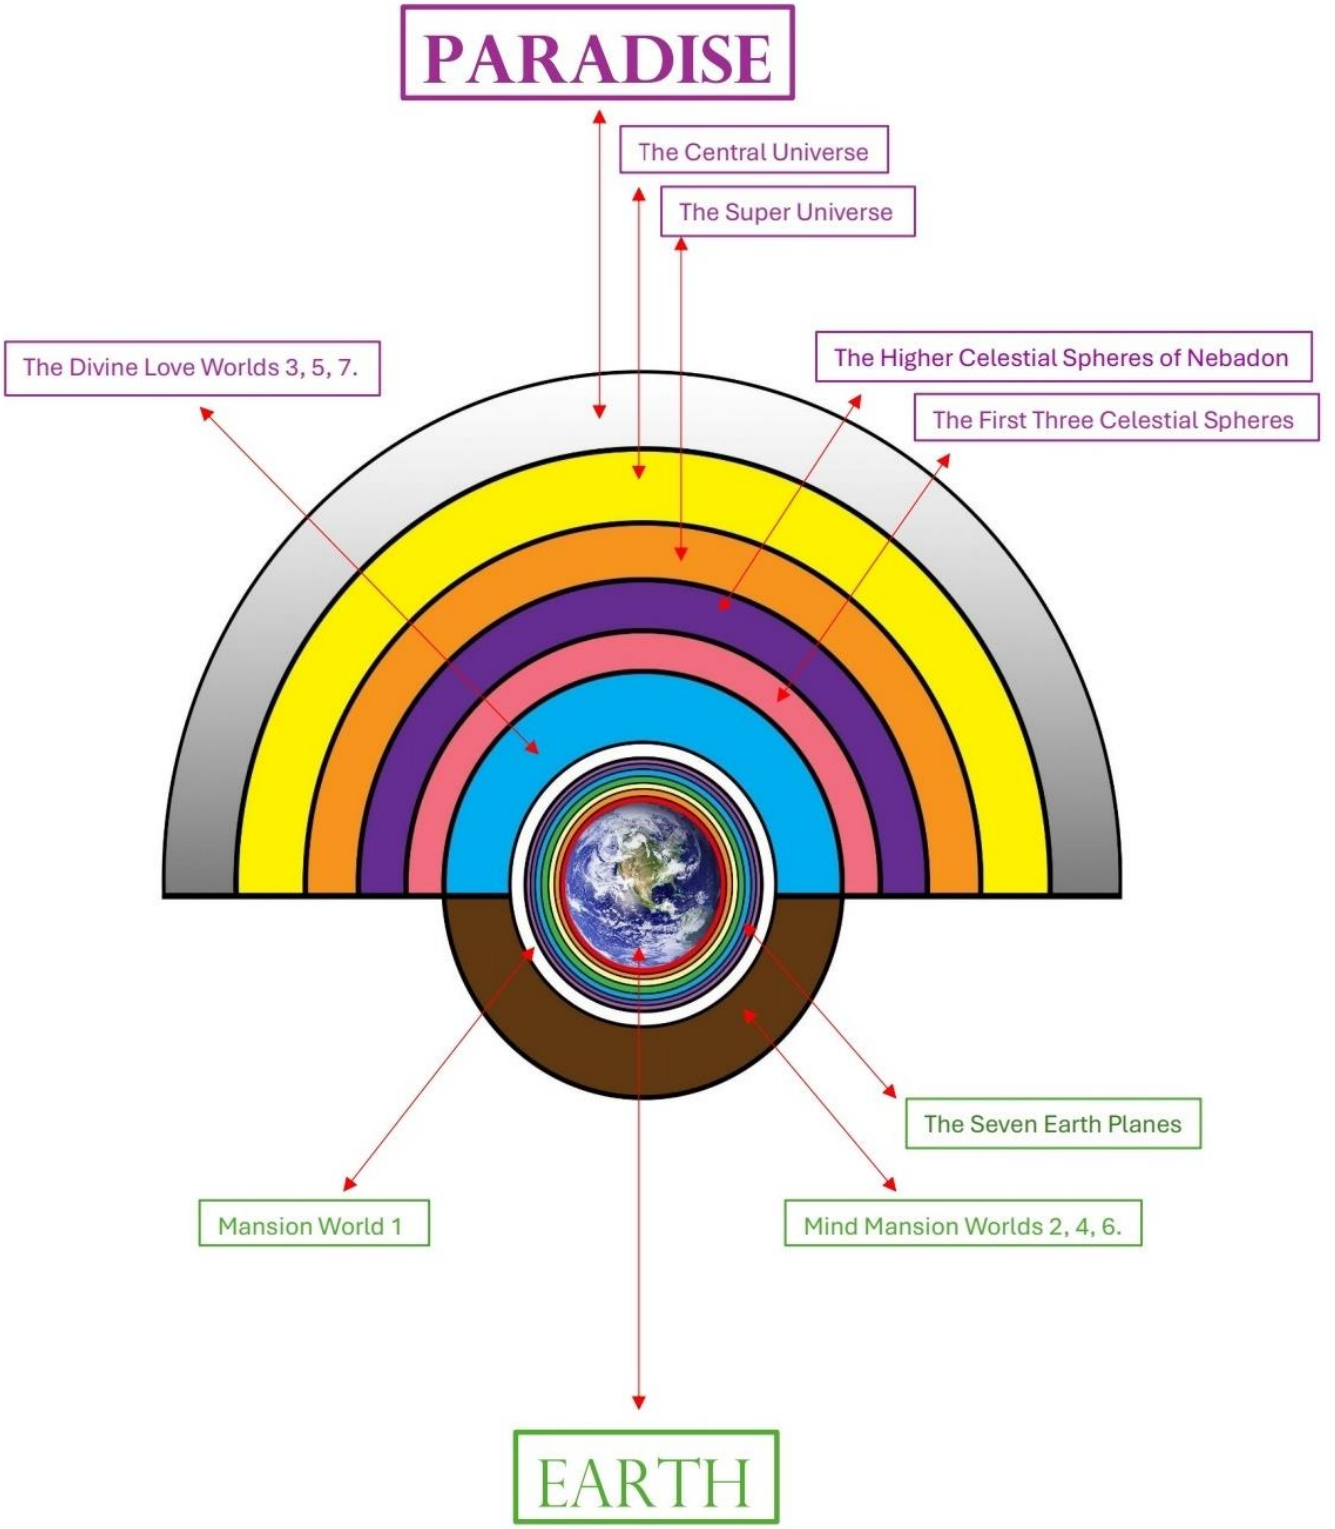 PARADISE
The Central Universe
The Super Universe
The Divine Love Worlds 3, 5, 7.
The Higher Celestial Spheres of Nebadon
The First Three Celestial Spheres
The Seven Earth Planes
Mansion World 1
Mind Mansion Worlds 2, 4, 6.
EARTH